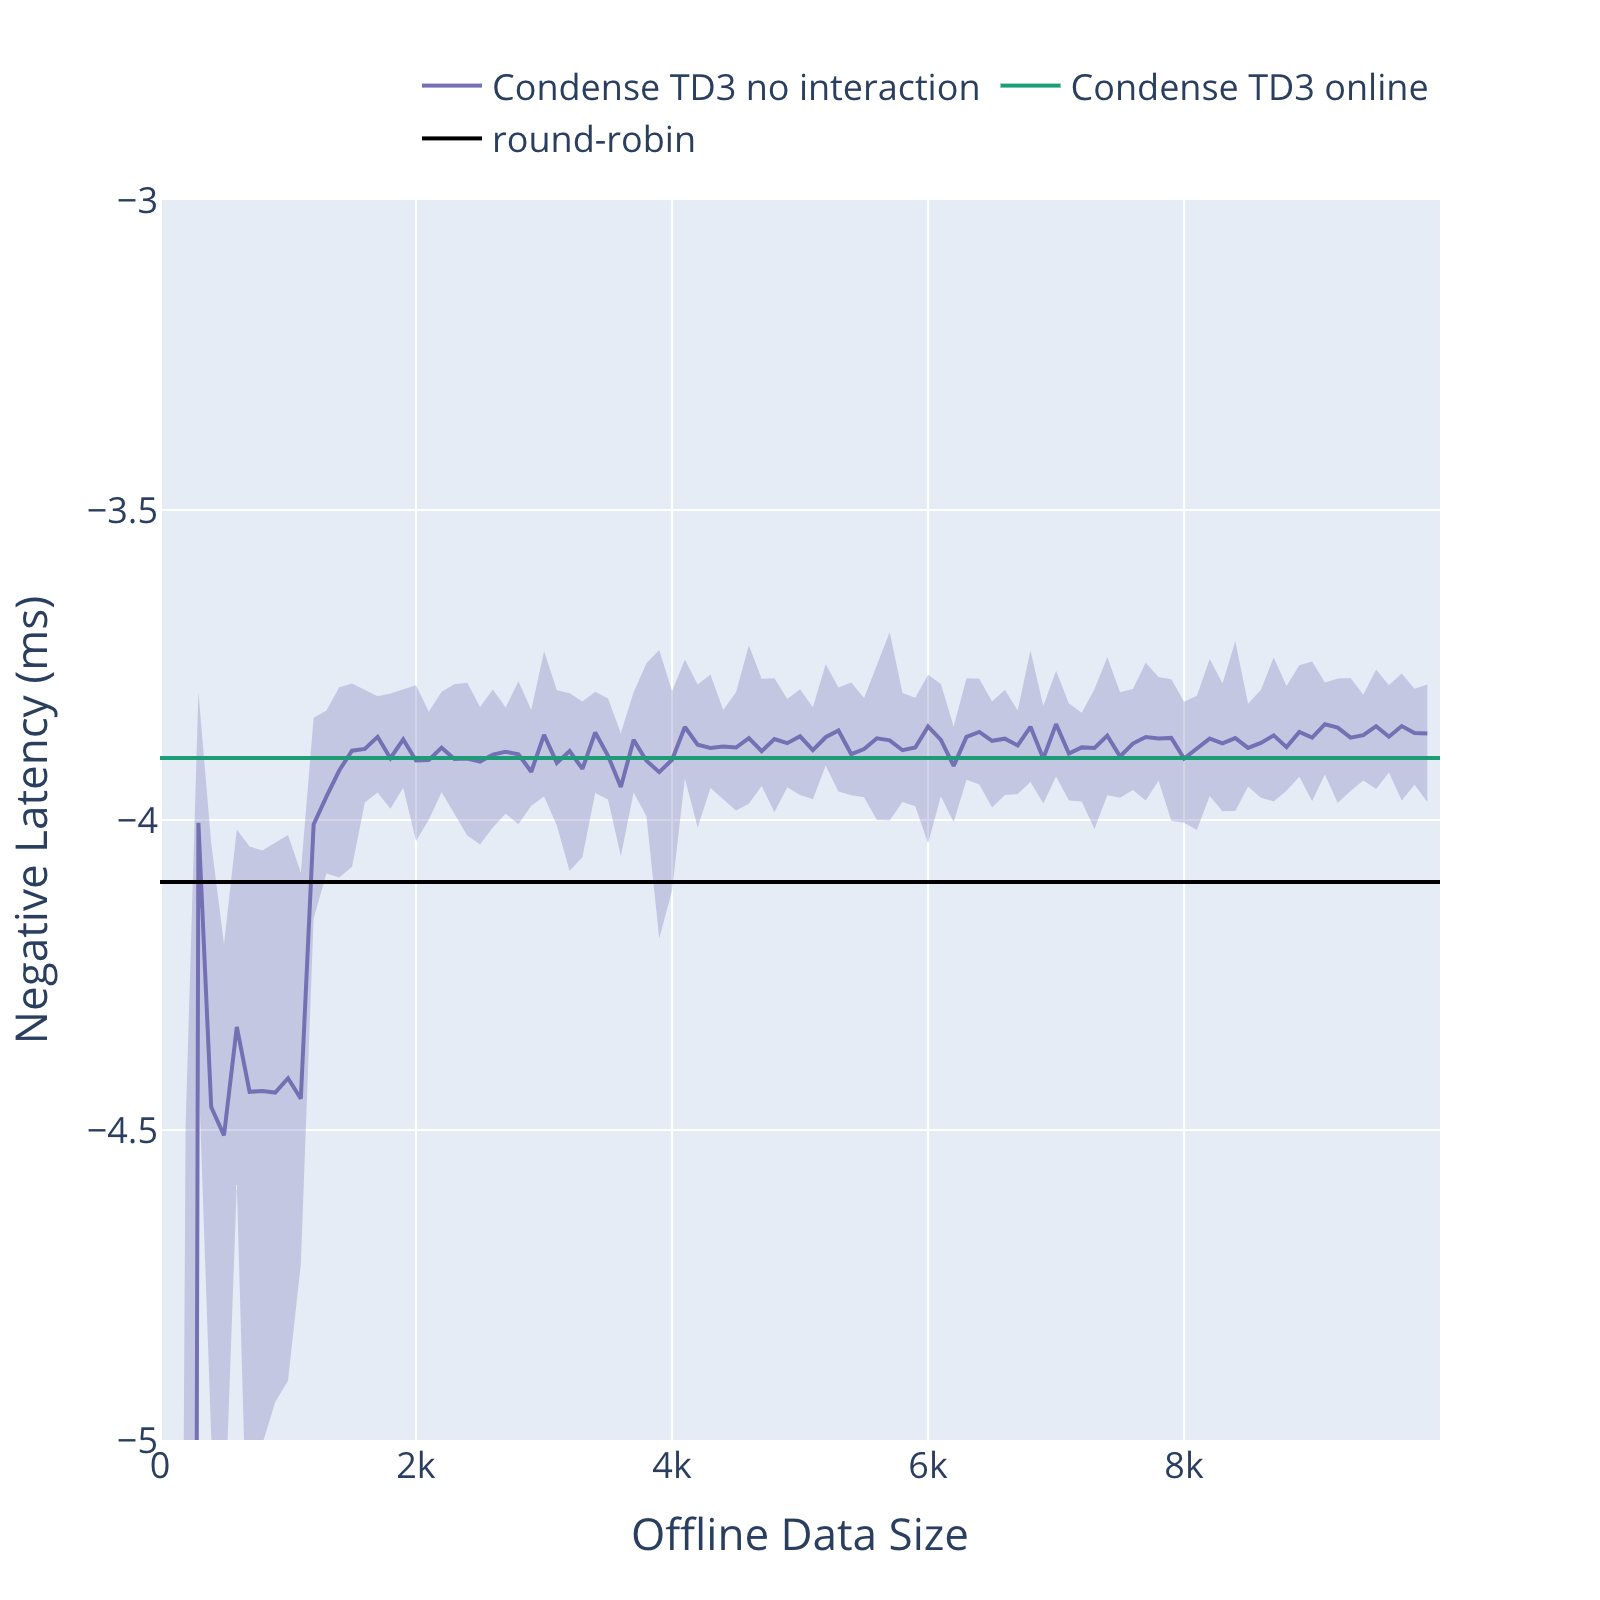 Condense TD3 no interaction Condense TD3 online
round-robin
−3
−3.5
−4
−4.5
−5
Negative Latency (ms)
0 2k 4k 6k 8k
Offline Data Size